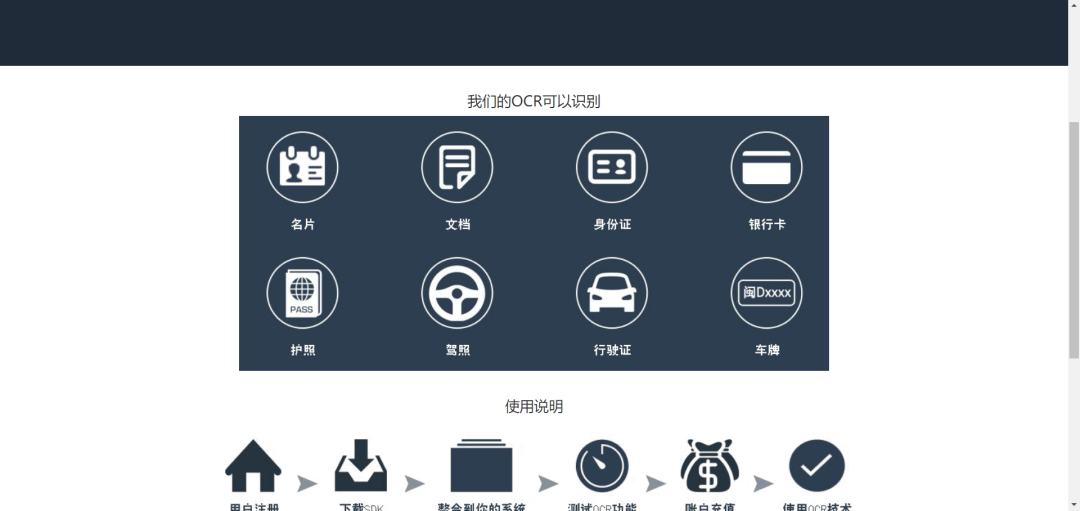 我们的OCR可以识别
名片
文档
身份证
银行卡
PASS
闽Dxxxx
护照
驾照
行驶证
车牌
使用说明
用户注册
下载SDK
整合到你的系统
测试OCR功能
账户充值
使用OCR技术